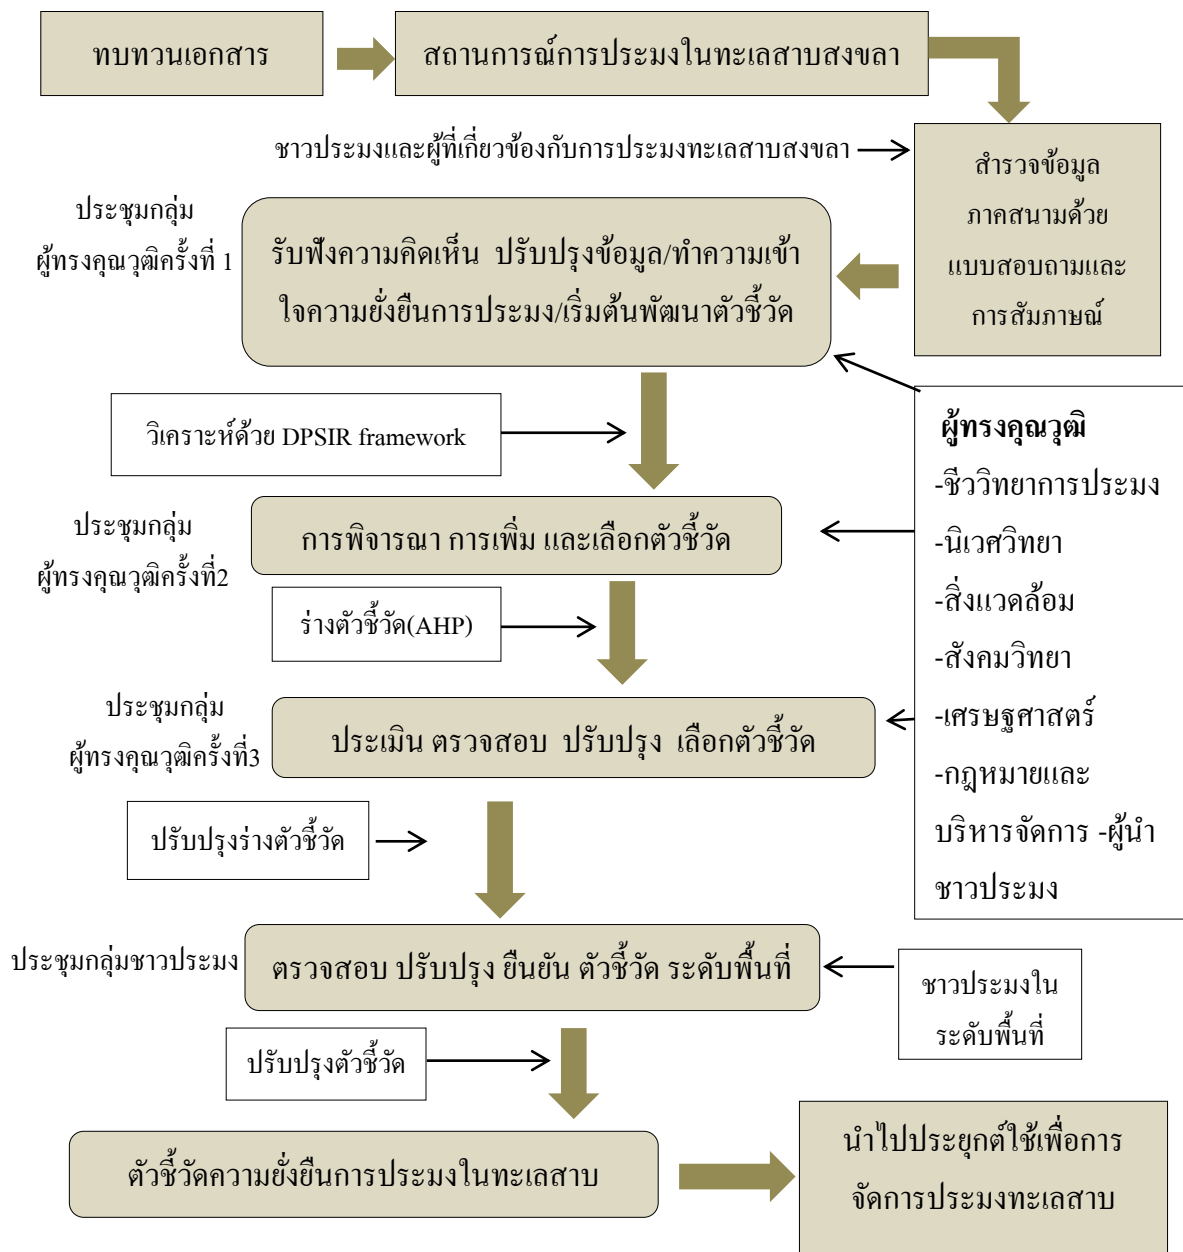 ทบทวนเอกสาร
สถานการณ์การประมงในทะเลสาบสงขลา
ชาวประมงและผู้ที่เกี่ยวข้องกับการประมงทะเลสาบสงขลา
สำรวจข้อมูล
ภาคสนามด้วย
แบบสอบถามและ
การสัมภาษณ์
ประชุมกลุ่ม
ผู้ทรงคุณวุฒิครั้งที่ 1
รับฟังความคิดเห็น ปรับปรุงข้อมูล/ทำความเข้า
ใจความยั่งยืนการประมง/เริ่มต้นพัฒนาตัวชี้วัด
วิเคราะห์ด้วย DPSIR framework
ผู้ทรงคุณวุฒิ
-ชีววิทยาการประมง
-นิเวศวิทยา
-สิ่งแวดล้อม
-สังคมวิทยา
-เศรษฐศาสตร์
-กฎหมายและ
บริหารจัดการ -ผู้นำ
ชาวประมง
ประชุมกลุ่ม
ผู้ทรงคุณวุฒิครั้งที่2
การพิจารณา การเพิ่ม และเลือกตัวชี้วัด
ร่างตัวชี้วัด(AHP)
ประชุมกลุ่ม
ผู้ทรงคุณวุฒิครั้งที่3
ประเมิน ตรวจสอบ ปรับปรุง เลือกตัวชี้วัด
ปรับปรุงร่างตัวชี้วัด
ประชุมกลุ่มชาวประมง
ตรวจสอบ ปรับปรุง ยืนยัน ตัวชี้วัด ระดับพื้นที่
ชาวประมงใน
ระดับพื้นที่
ปรับปรุงตัวชี้วัด
ตัวชี้วัดความยั่งยืนการประมงในทะเลสาบ
นำไปประยุกต์ใช้เพื่อการ
จัดการประมงทะเลสาบ